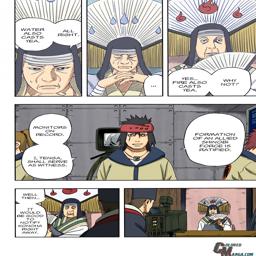 WATER
ALSO
CASTS
YEA.
ALL
RIGHT.
...
YES...
FIRE ALSO
CASTS YEA.
WHY
NOT?
MONITORS
ON
RECORD.
I, TENGA,
SHALL SERVE
AS WITNESS.
FORMATION
OF AN ALLIED
SHINOBI
FORCE IS
RATIFIED.
WELL
THEN...
IT
WOULD
BE GOOD
TO NOTIFY
KONOHA
RIGHT
AWAY.
COLORED
MANGA.COM